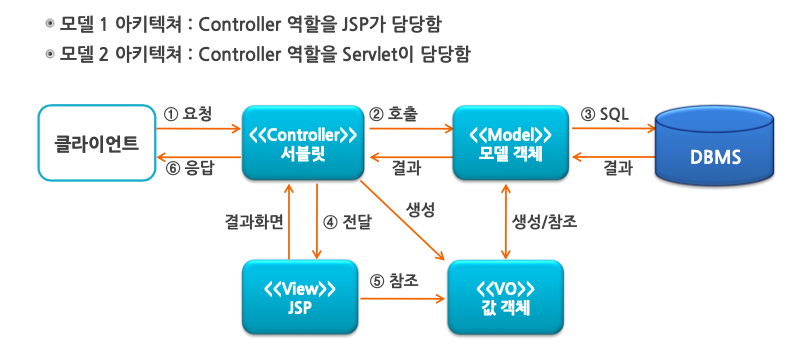 ◉ 모델 1 아키텍쳐 : Controller 역할을 JSP가 담당함
◉ 모델 2 아키텍쳐 : Controller 역할을 Servlet이 담당함
① 요청
② 호출
③ SQL
클라이언트
<<Controller>>
서블릿
<<Model>>
모델 객체
DBMS
⑥ 응답
결과
결과
결과화면
④ 전달
생성
생성/참조
<<View>>
JSP
⑤ 참조
<<VO>>
값 객체